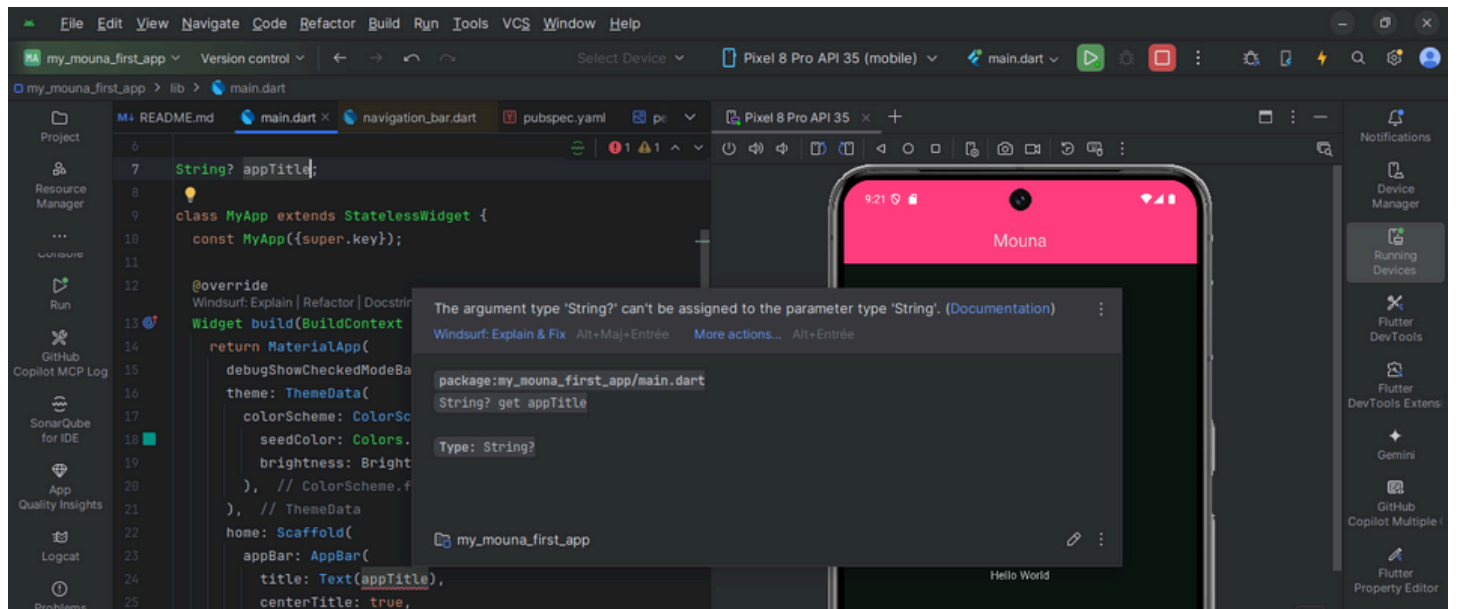 File Edit View Navigate Code Refactor Build Run Tools VCS Window Help
MA my_mouna_first_app Version control Select Device Pixel 8 Pro API 35 (mobile) main.dart
my_mouna_first_app > lib > main.dart
Project
Resource
Manager
Console
Run
GitHub
Copilot MCP Log
SonarQube
for IDE
App
Quality Insights
Logcat
Problems
M↓ README.md main.dart × navigation_bar.dart pubspec.yaml pe
1 1
6
7 String? appTitle;
8
9 class MyApp extends StatelessWidget {
10 const MyApp({super.key});
11
12 @override
Windsurf: Explain | Refactor | Docstrin
13 Widget build(BuildContext
14 return MaterialApp(
15 debugShowCheckedModeBa
16 theme: ThemeData(
17 colorScheme: ColorSc
18 seedColor: Colors.
19 brightness: Bright
20 ), // ColorScheme.f
21 ), // ThemeData
22 home: Scaffold(
23 appBar: AppBar(
24 title: Text(appTitle),
25 centerTitle: true,
The argument type 'String?' can't be assigned to the parameter type 'String'. (Documentation)
Windsurf: Explain & Fix Alt+Maj+Entrée More actions... Alt+Entrée
package:my_mouna_first_app/main.dart
String? get appTitle
Type: String?
my_mouna_first_app
Pixel 8 Pro API 35 ×
9:21
Mouna
Hello World
Notifications
Device
Manager
Running
Devices
Flutter
DevTools
Flutter
DevTools Extens
Gemini
GitHub
Copilot Multiple
Flutter
Property Editor